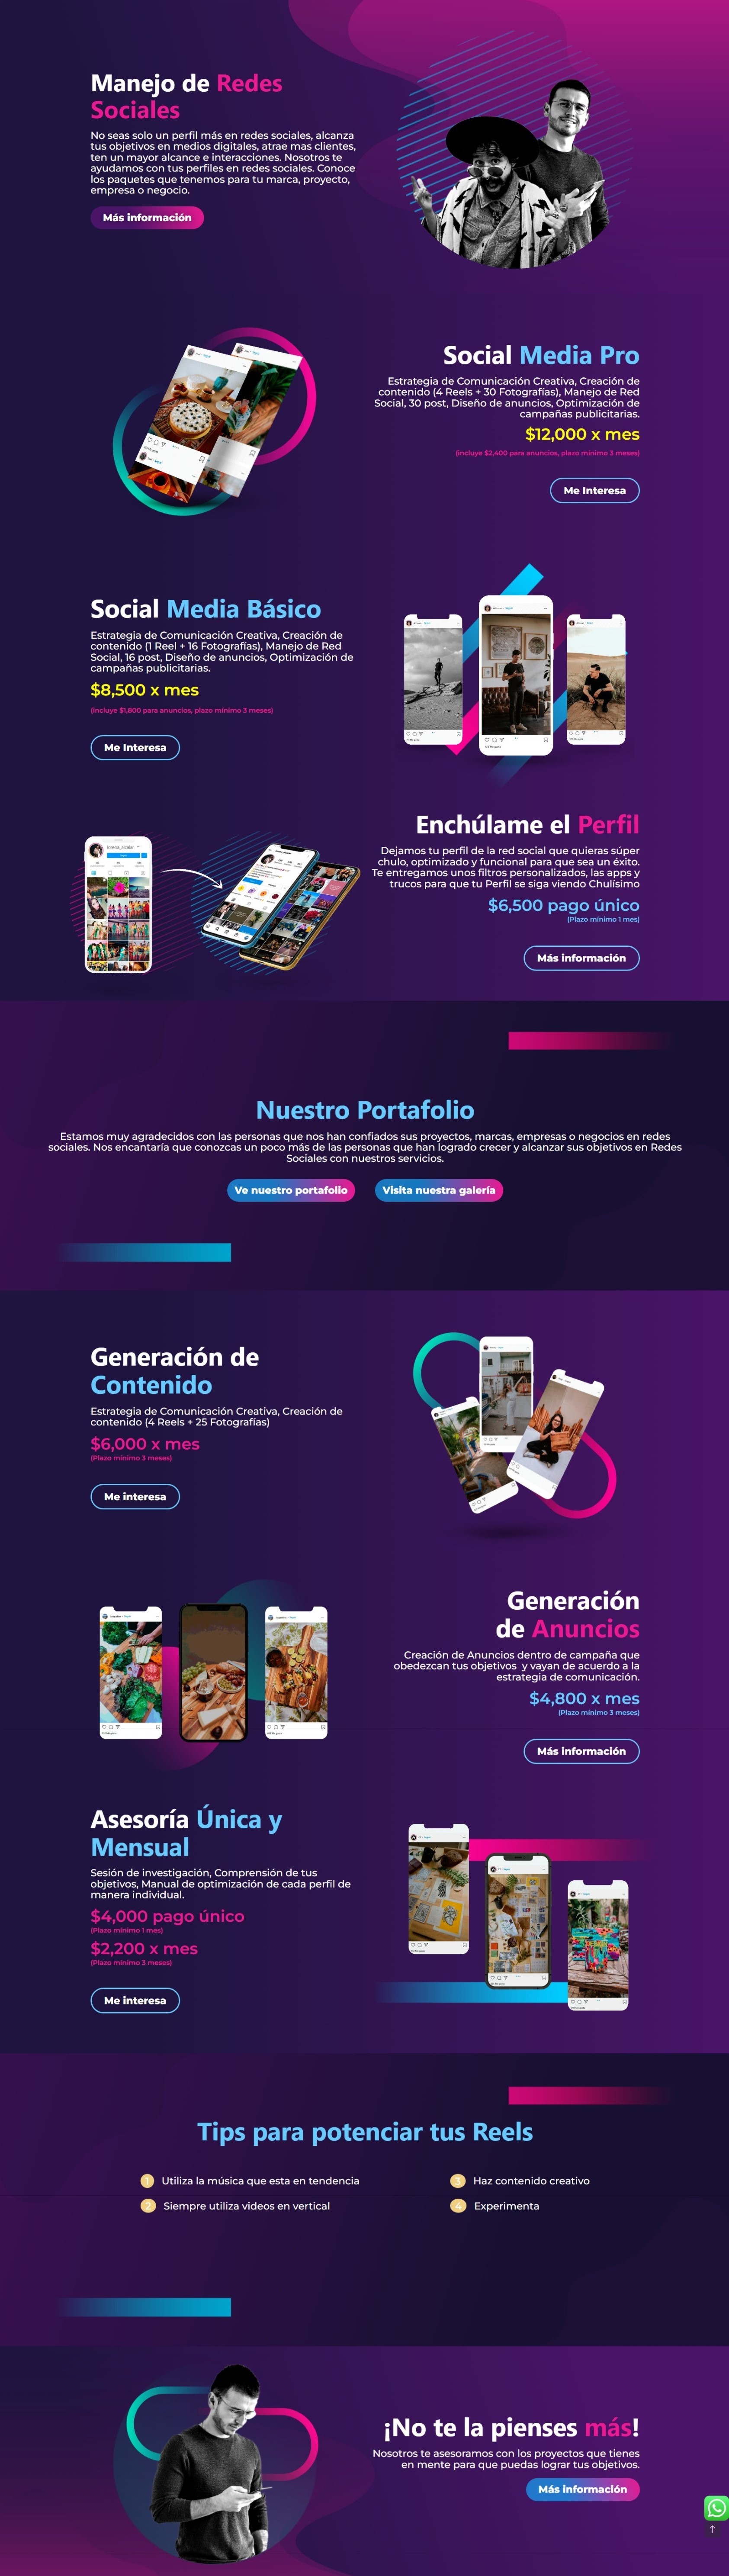 Manejo de Redes
Sociales
No seas solo un perfil más en redes sociales, alcanza
tus objetivos en medios digitales, atrae mas clientes,
ten un mayor alcance e interacciones. Nosotros te
ayudamos con tus perfiles en redes sociales. Conoce
los paquetes que tenemos para tu marca, proyecto,
empresa o negocio.
Más información
Social Media Pro
Estrategia de Comunicación Creativa, Creación de
contenido (4 Reels + 30 Fotografías), Manejo de Red
Social, 30 post, Diseño de anuncios, Optimización de
campañas publicitarias.
$12,000 x mes
(incluye $2,400 para anuncios, plazo mínimo 3 meses)
Me Interesa
Social Media Básico
Estrategia de Comunicación Creativa, Creación de
contenido (1 Reel + 16 Fotografías), Manejo de Red
Social, 16 post, Diseño de anuncios, Optimización de
campañas publicitarias.
$8,500 x mes
(incluye $1,800 para anuncios, plazo mínimo 3 meses)
Me Interesa
Enchúlame el Perfil
Dejamos tu perfil de la red social que quieras súper
chulo, optimizado y funcional para que sea un éxito.
Te entregamos unos filtros personalizados, las apps y
trucos para que tu Perfil se siga viendo Chulísimo
$6,500 pago único
(Plazo mínimo 1 mes)
Más información
Nuestro Portafolio
Estamos muy agradecidos con las personas que nos han confiados sus proyectos, marcas, empresas o negocios en redes
sociales. Nos encantaría que conozcas un poco más de las personas que han logrado crecer y alcanzar sus objetivos en Redes
Sociales con nuestros servicios.
Ve nuestro portafolio
Visita nuestra galería
Generación de
Contenido
Estrategia de Comunicación Creativa, Creación de
contenido (4 Reels + 25 Fotografías)
$6,000 x mes
(Plazo mínimo 3 meses)
Me interesa
Generación
de Anuncios
Creación de Anuncios dentro de campaña que
obedezcan tus objetivos y vayan de acuerdo a la
estrategia de comunicación.
$4,800 x mes
(Plazo mínimo 3 meses)
Más información
Asesoría Única y
Mensual
Sesión de investigación, Comprensión de tus
objetivos, Manual de optimización de cada perfil de
manera individual.
$4,000 pago único
(Plazo mínimo 1 mes)
$2,200 x mes
(Plazo mínimo 3 meses)
Me interesa
Tips para potenciar tus Reels
1 Utiliza la música que esta en tendencia
2 Siempre utiliza videos en vertical
3 Haz contenido creativo
4 Experimenta
¡No te la pienses más!
Nosotros te asesoramos con los proyectos que tienes
en mente para que puedas lograr tus objetivos.
Más información